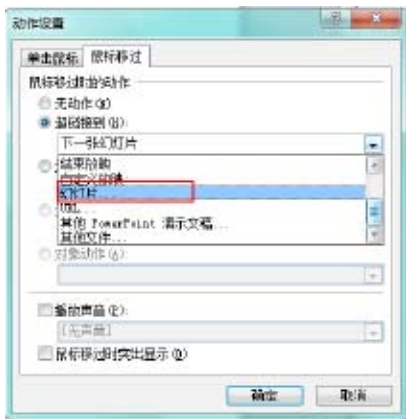 动作设置
单击鼠标 鼠标移过
鼠标移过时的动作
无动作(N)
超链接到(H):
下一张幻灯片
结束放映
自定义放映...
幻灯片...
URL...
其他 PowerPoint 演示文稿...
其他文件...
对象动作(A):
播放声音(P):
[无声音]
鼠标移过时突出显示(O)
确定 取消